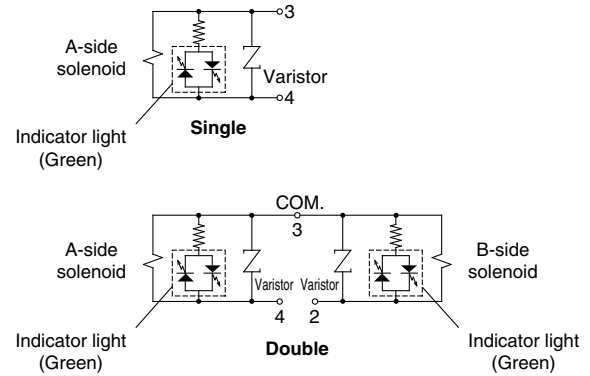 3
A-side
solenoid
Varistor
4
Single
Indicator light
(Green)
COM.
3
A-side
solenoid
B-side
solenoid
Varistor Varistor
4 2
Indicator light
(Green)
Double
Indicator light
(Green)